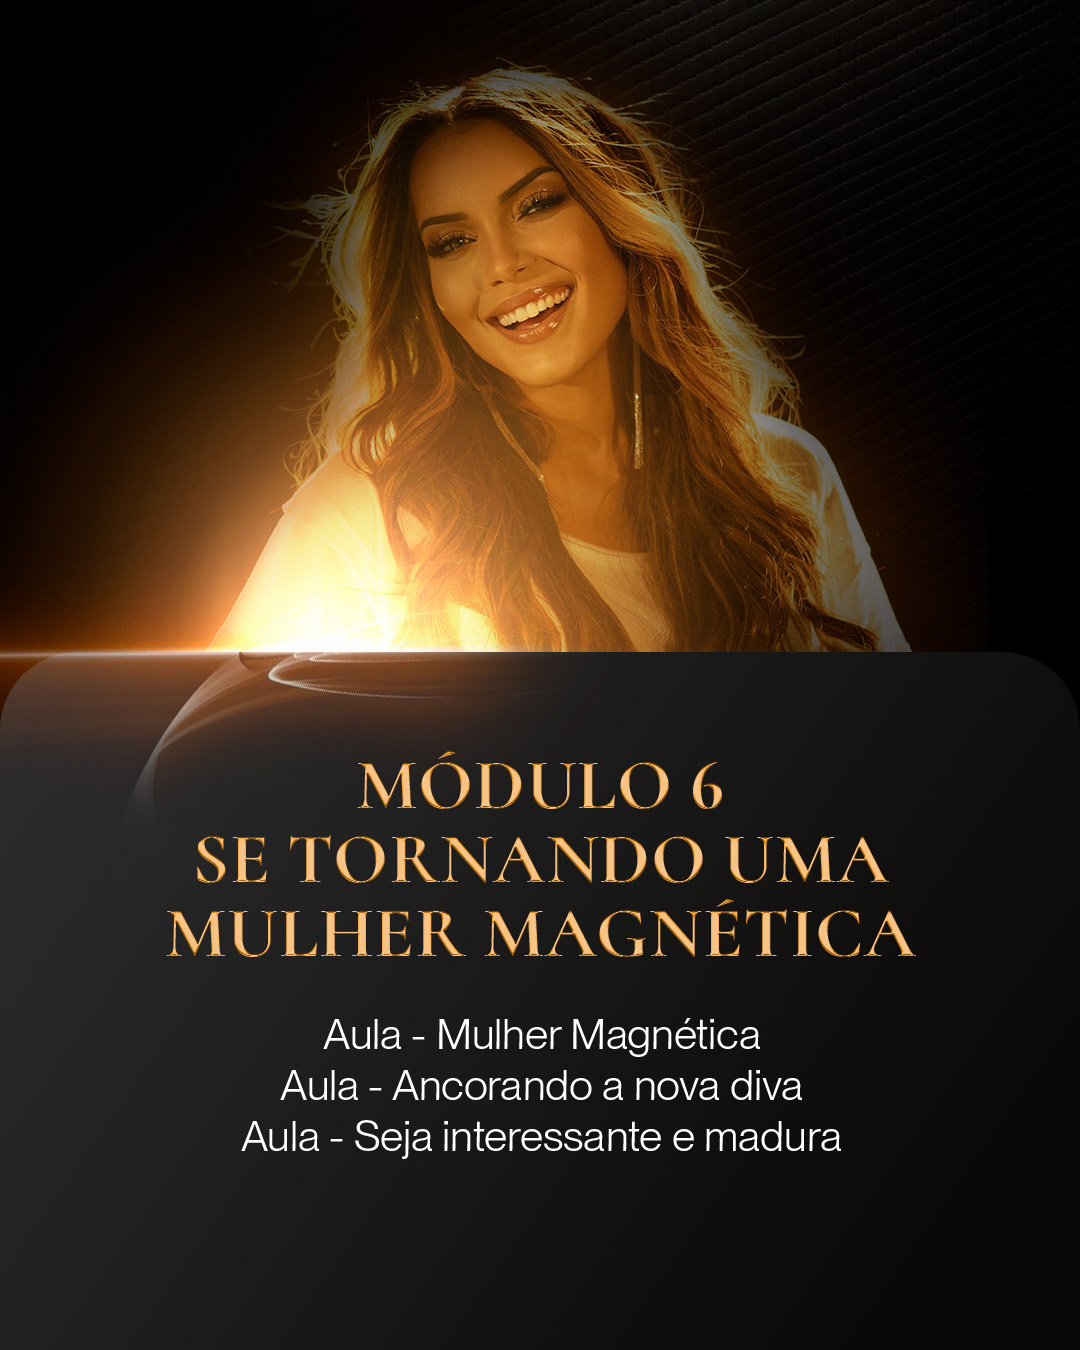 MÓDULO 6
SE TORNANDO UMA
MULHER MAGNÉTICA
Aula - Mulher Magnética
Aula - Ancorando a nova diva
Aula - Seja interessante e madura